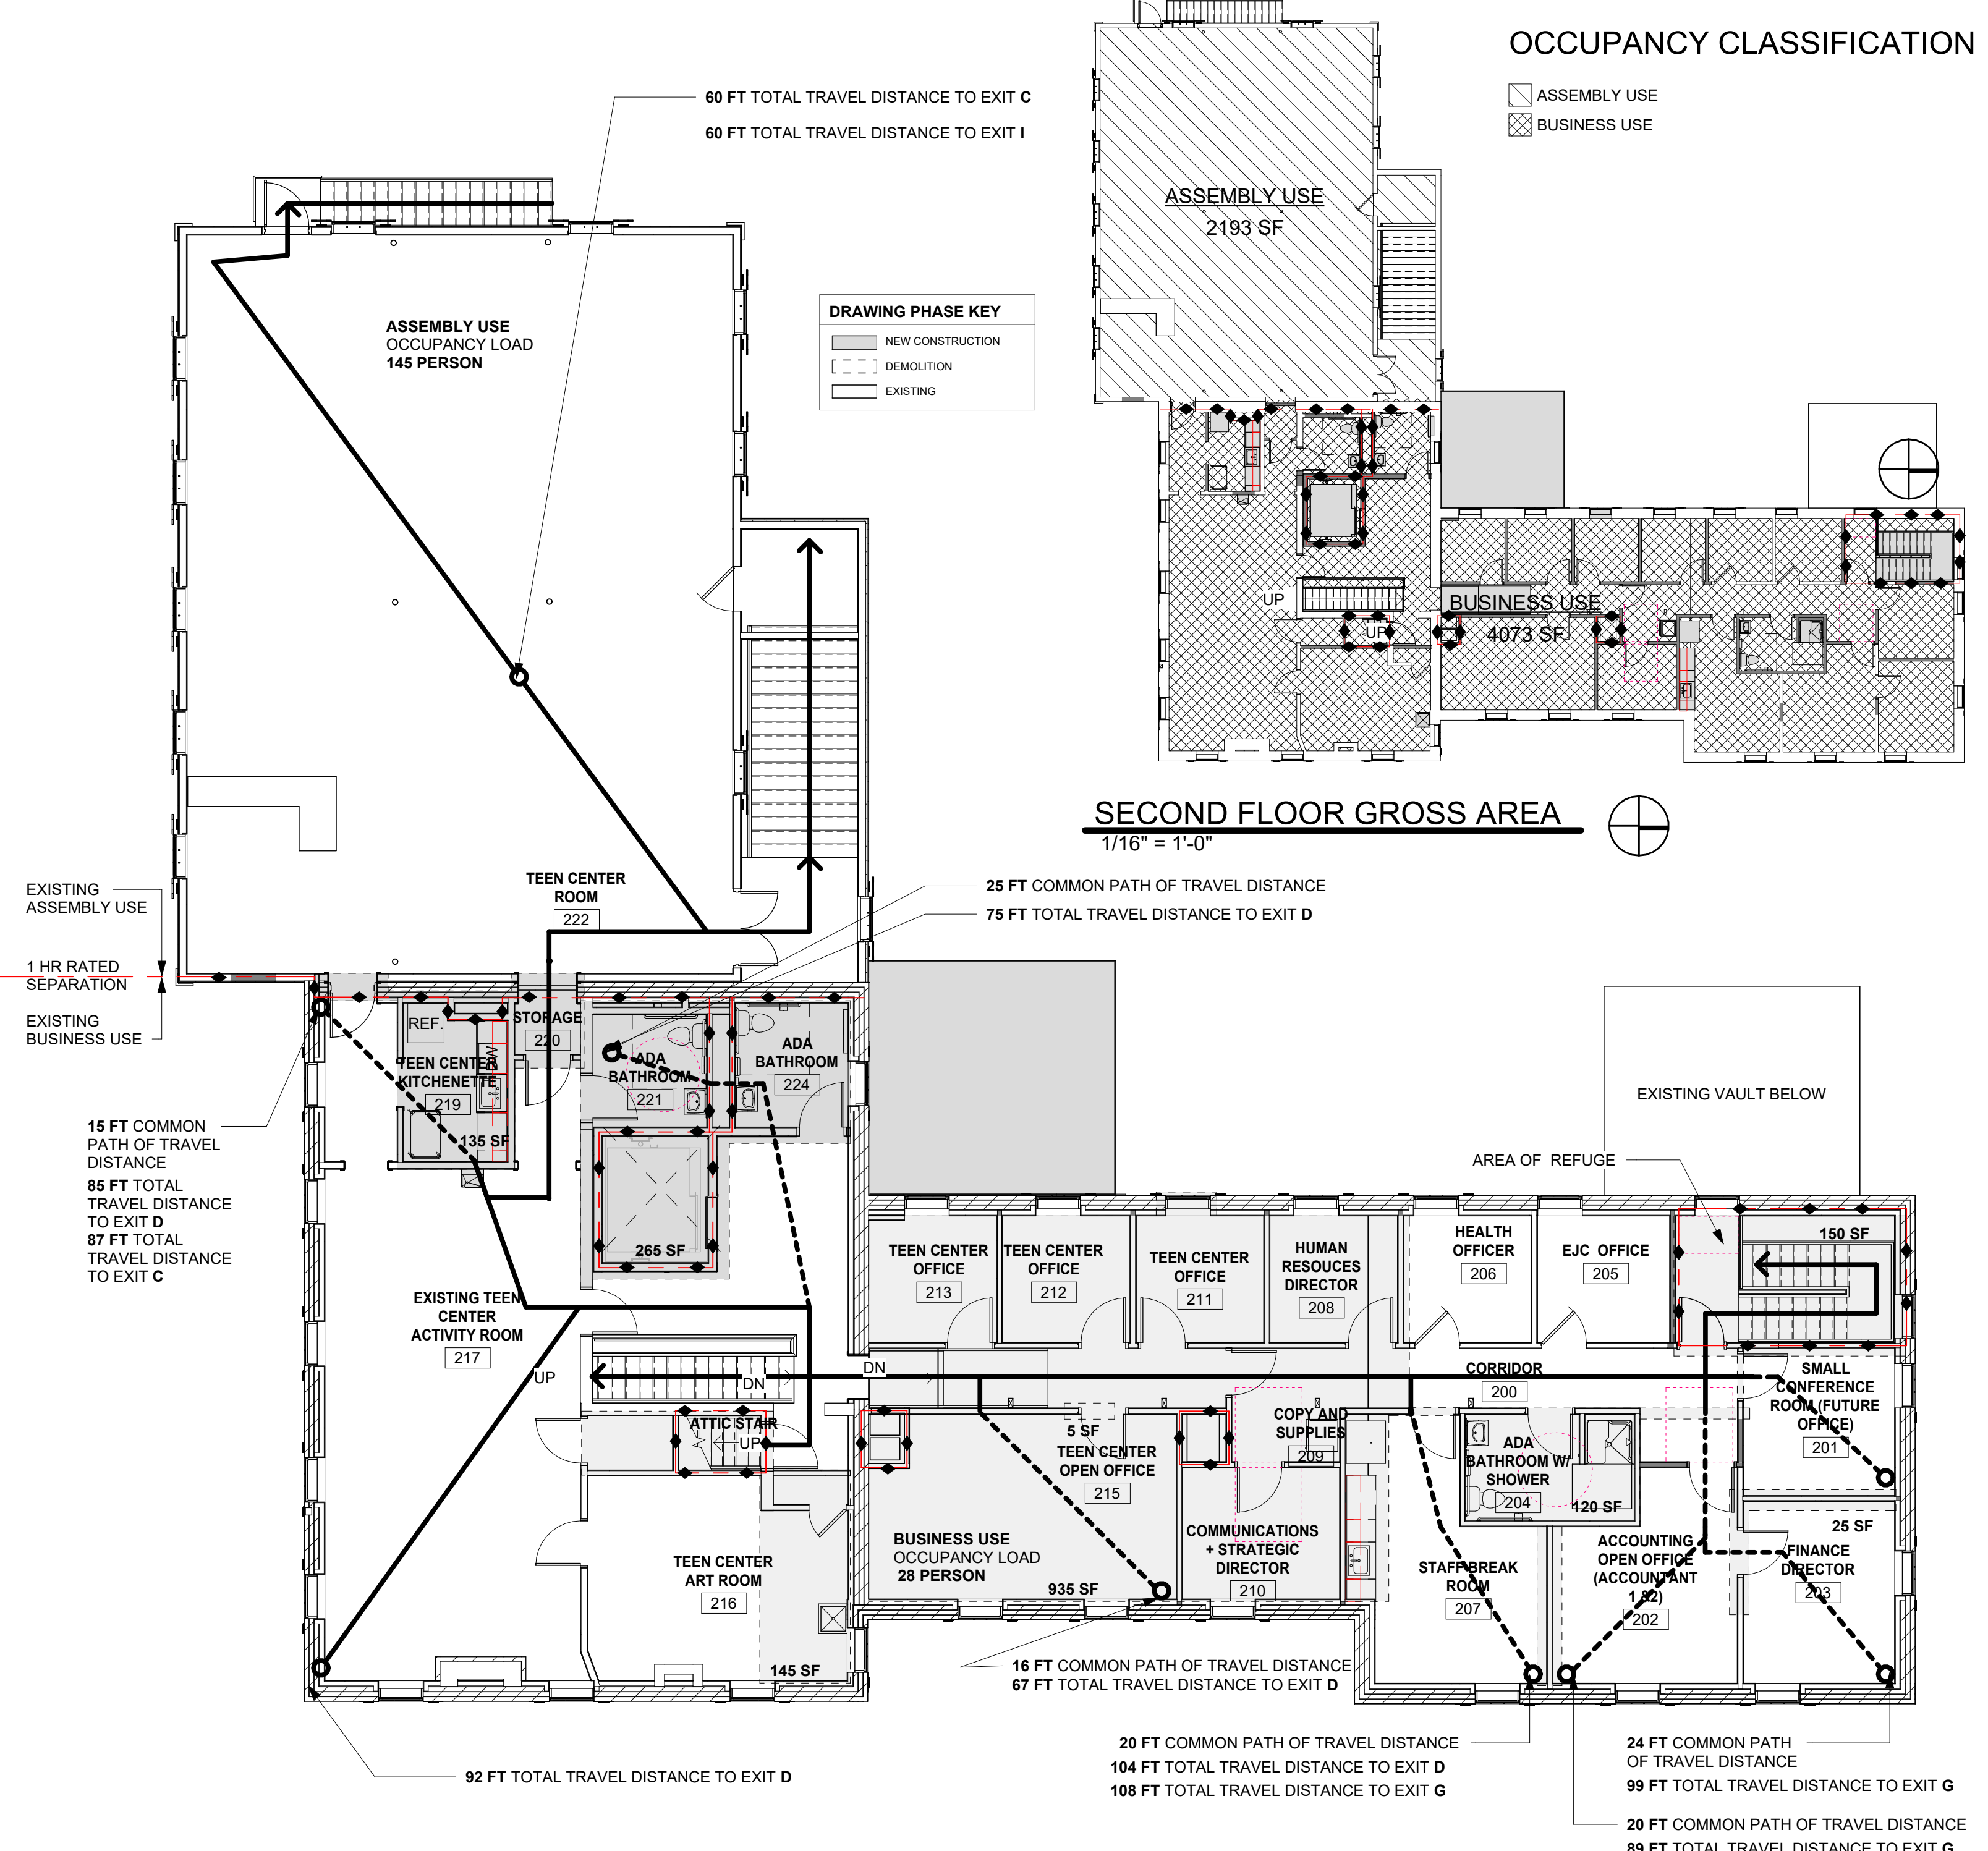 OCCUPANCY CLASSIFICATION
ASSEMBLY USE
BUSINESS USE
60 FT TOTAL TRAVEL DISTANCE TO EXIT C
60 FT TOTAL TRAVEL DISTANCE TO EXIT I
ASSEMBLY USE
2193 SF
ASSEMBLY USE
OCCUPANCY LOAD
145 PERSON
DRAWING PHASE KEY
NEW CONSTRUCTION
DEMOLITION
EXISTING
UP
UP
BUSINESS USE
4073 SF
SECOND FLOOR GROSS AREA
1/16" = 1'-0"
TEEN CENTER
ROOM
222
EXISTING
ASSEMBLY USE
1 HR RATED
SEPARATION
EXISTING
BUSINESS USE
25 FT COMMON PATH OF TRAVEL DISTANCE
75 FT TOTAL TRAVEL DISTANCE TO EXIT D
REF.
DW
STORAGE
220
TEEN CENTER
KITCHENETTE
219
135 SF
ADA
BATHROOM
221
ADA
BATHROOM
224
265 SF
15 FT COMMON
PATH OF TRAVEL
DISTANCE
85 FT TOTAL
TRAVEL DISTANCE
TO EXIT D
87 FT TOTAL
TRAVEL DISTANCE
TO EXIT C
EXISTING VAULT BELOW
AREA OF REFUGE
EXISTING TEEN
CENTER
ACTIVITY ROOM
217
TEEN CENTER
OFFICE
213
TEEN CENTER
OFFICE
212
TEEN CENTER
OFFICE
211
HUMAN
RESOUCES
DIRECTOR
208
HEALTH
OFFICER
206
EJC OFFICE
205
150 SF
UP
DN
DN
CORRIDOR
200
SMALL
CONFERENCE
ROOM (FUTURE
OFFICE)
201
ATTIC STAIR
UP
5 SF
TEEN CENTER
OPEN OFFICE
215
COPY AND
SUPPLIES
209
ADA
BATHROOM W/
SHOWER
204
120 SF
BUSINESS USE
OCCUPANCY LOAD
28 PERSON
935 SF
COMMUNICATIONS
+ STRATEGIC
DIRECTOR
210
STAFF BREAK
ROOM
207
ACCOUNTING
OPEN OFFICE
(ACCOUNTANT
1 &2)
202
25 SF
FINANCE
DIRECTOR
203
TEEN CENTER
ART ROOM
216
145 SF
16 FT COMMON PATH OF TRAVEL DISTANCE
67 FT TOTAL TRAVEL DISTANCE TO EXIT D
92 FT TOTAL TRAVEL DISTANCE TO EXIT D
20 FT COMMON PATH OF TRAVEL DISTANCE
104 FT TOTAL TRAVEL DISTANCE TO EXIT D
108 FT TOTAL TRAVEL DISTANCE TO EXIT G
24 FT COMMON PATH
OF TRAVEL DISTANCE
99 FT TOTAL TRAVEL DISTANCE TO EXIT G
20 FT COMMON PATH OF TRAVEL DISTANCE
89 FT TOTAL TRAVEL DISTANCE TO EXIT G